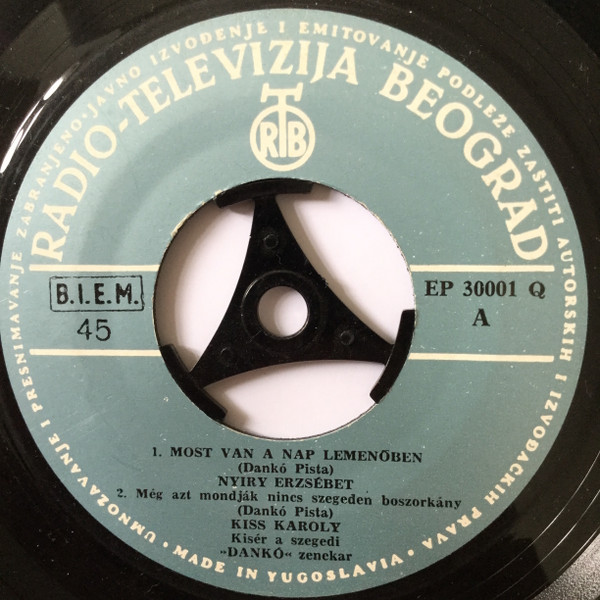 UMNOŽAVANJE I PRESNIMAVANJE ZABRANJENO · JAVNO IZVOĐENJE I EMITOVANJE PODLEŽE ZAŠTITI AUTORSKIH I IZVOĐAČKIH PRAVA ·
RADIO-TELEVIZIJA BEOGRAD
RTB
B.I.E.M.
45
EP 30001 Q
A
1. MOST VAN A NAP LEMENŐBEN
(Dankó Pista)
NYIRY ERZSÉBET
2. Még azt mondják nincs szegeden boszorkány
(Dankó Pista)
KISS KAROLY
Kisér a szegedi
»DANKÓ« zenekar
· MADE IN YUGOSLAVIA ·